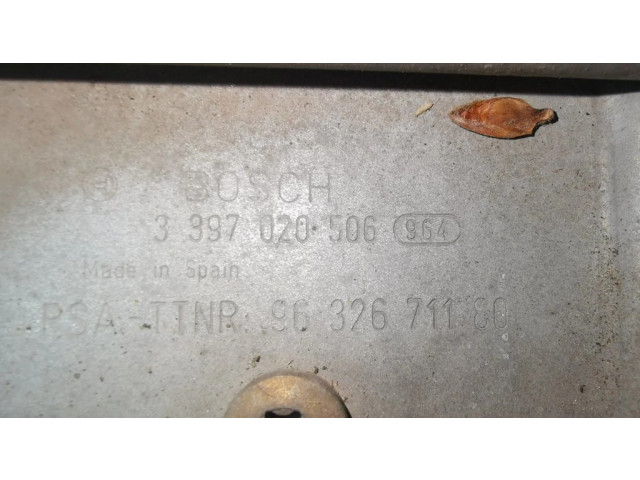 BOSCH
3 397 020 506 964
Made in Spain
PSA-TTNR 96 326 711 80